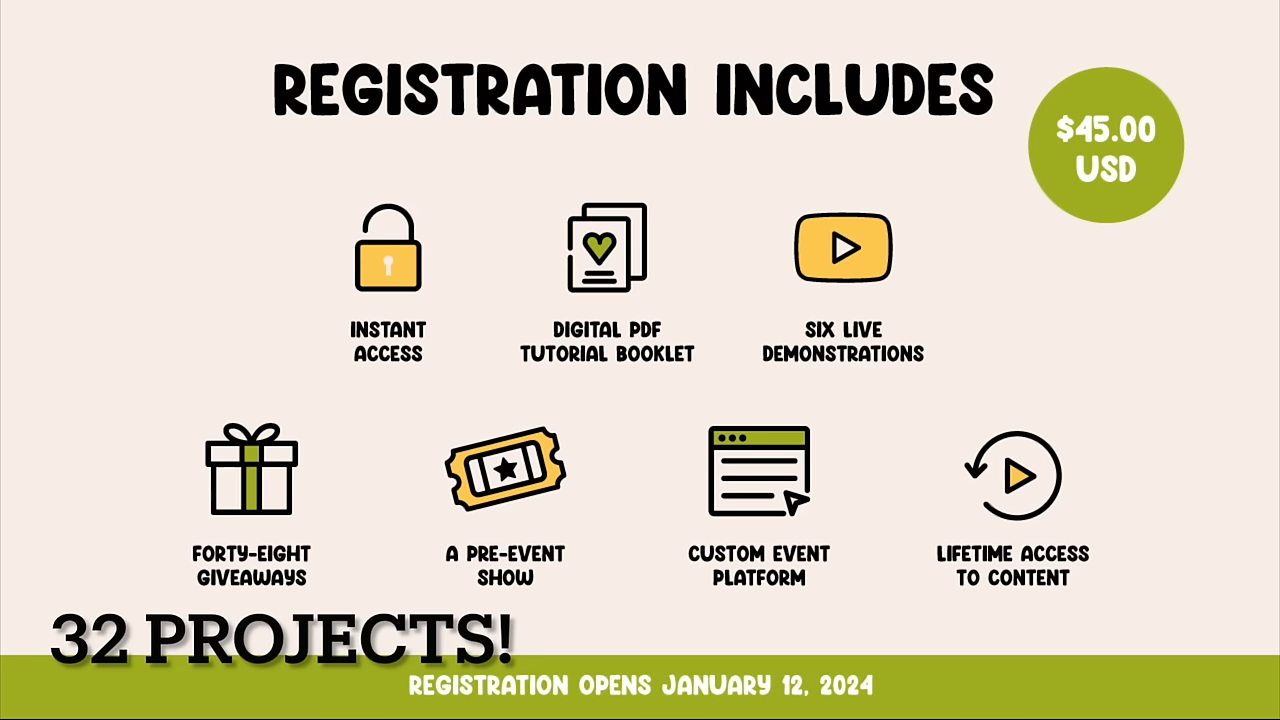 REGISTRATION INCLUDES
$45.00
USD
INSTANT
ACCESS
DIGITAL PDF
TUTORIAL BOOKLET
SIX LIVE
DEMONSTRATIONS
FORTY-EIGHT
GIVEAWAYS
A PRE-EVENT
SHOW
CUSTOM EVENT
PLATFORM
LIFETIME ACCESS
TO CONTENT
32 PROJECTS!
REGISTRATION OPENS JANUARY 12, 2024